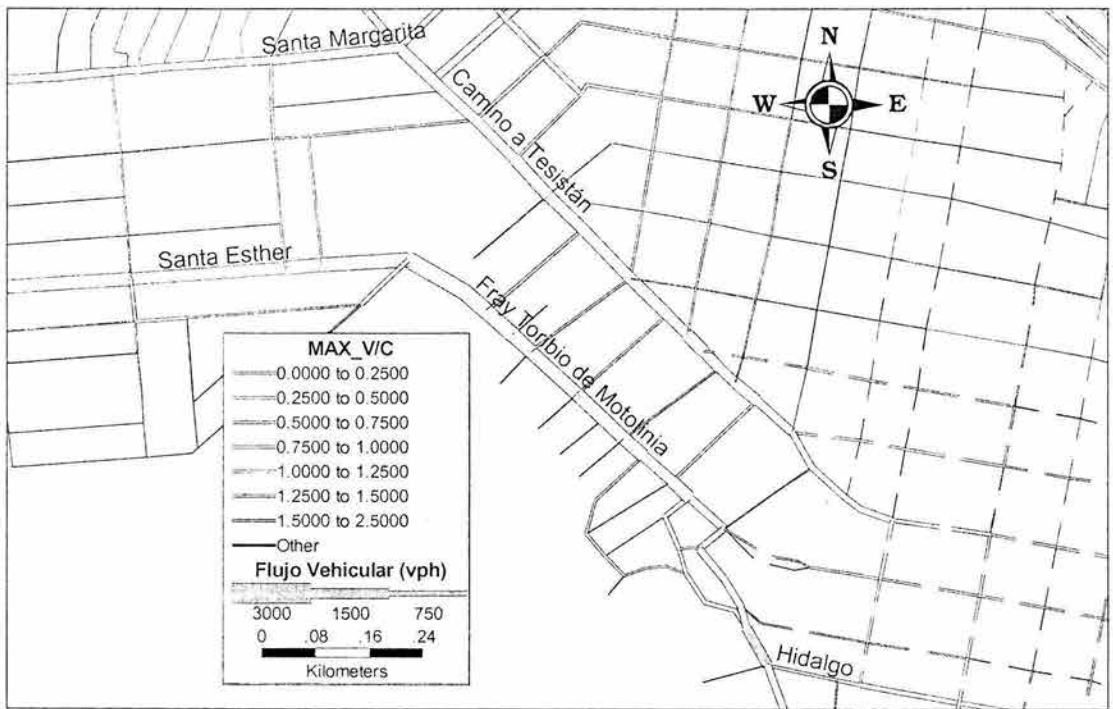 Santa Margarita
Camino a Tesistán
N
W
E
S
Santa Esther
Fray Toribio de Motolinia
MAX_V/C
0.0000 to 0.2500
0.2500 to 0.5000
0.5000 to 0.7500
0.7500 to 1.0000
1.0000 to 1.2500
1.2500 to 1.5000
1.5000 to 2.5000
Other
Flujo Vehicular (vph)
3000 1500 750
0 .08 .16 .24
Kilometers
Hidalgo